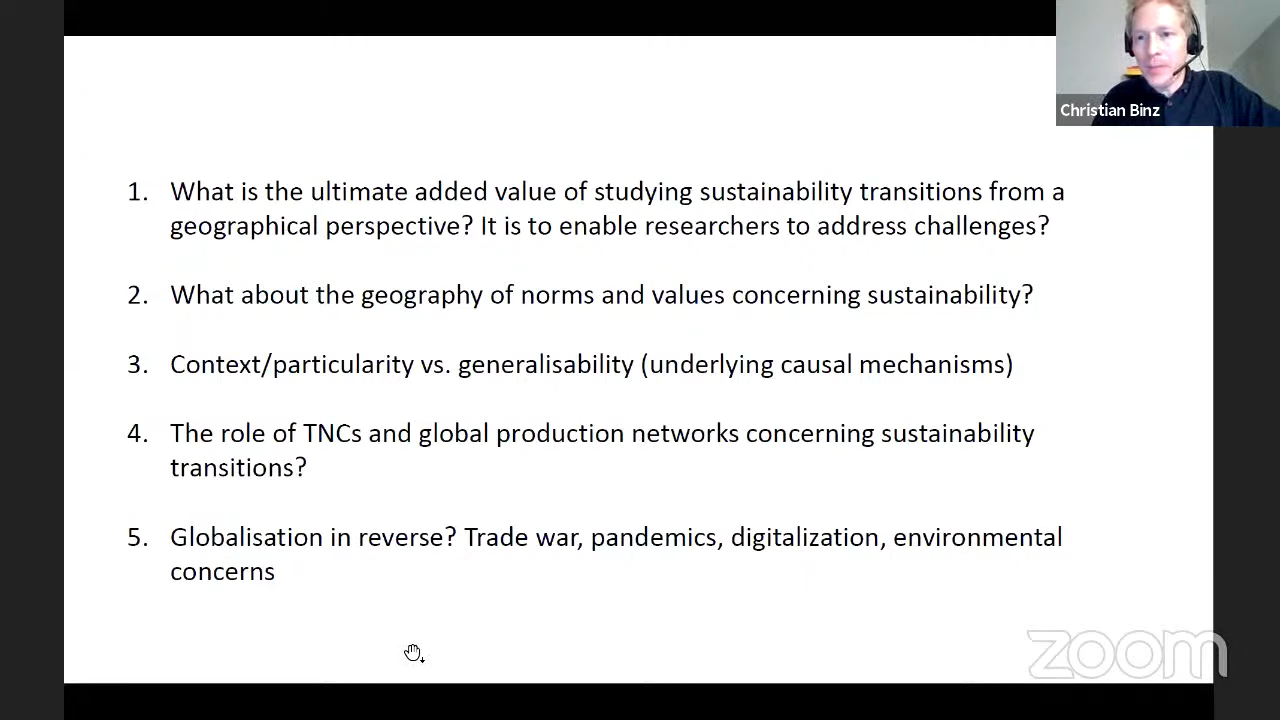 Christian Binz
1. What is the ultimate added value of studying sustainability transitions from a
geographical perspective? It is to enable researchers to address challenges?
2. What about the geography of norms and values concerning sustainability?
3. Context/particularity vs. generalisability (underlying causal mechanisms)
4. The role of TNCs and global production networks concerning sustainability
transitions?
5. Globalisation in reverse? Trade war, pandemics, digitalization, environmental
concerns
zoom